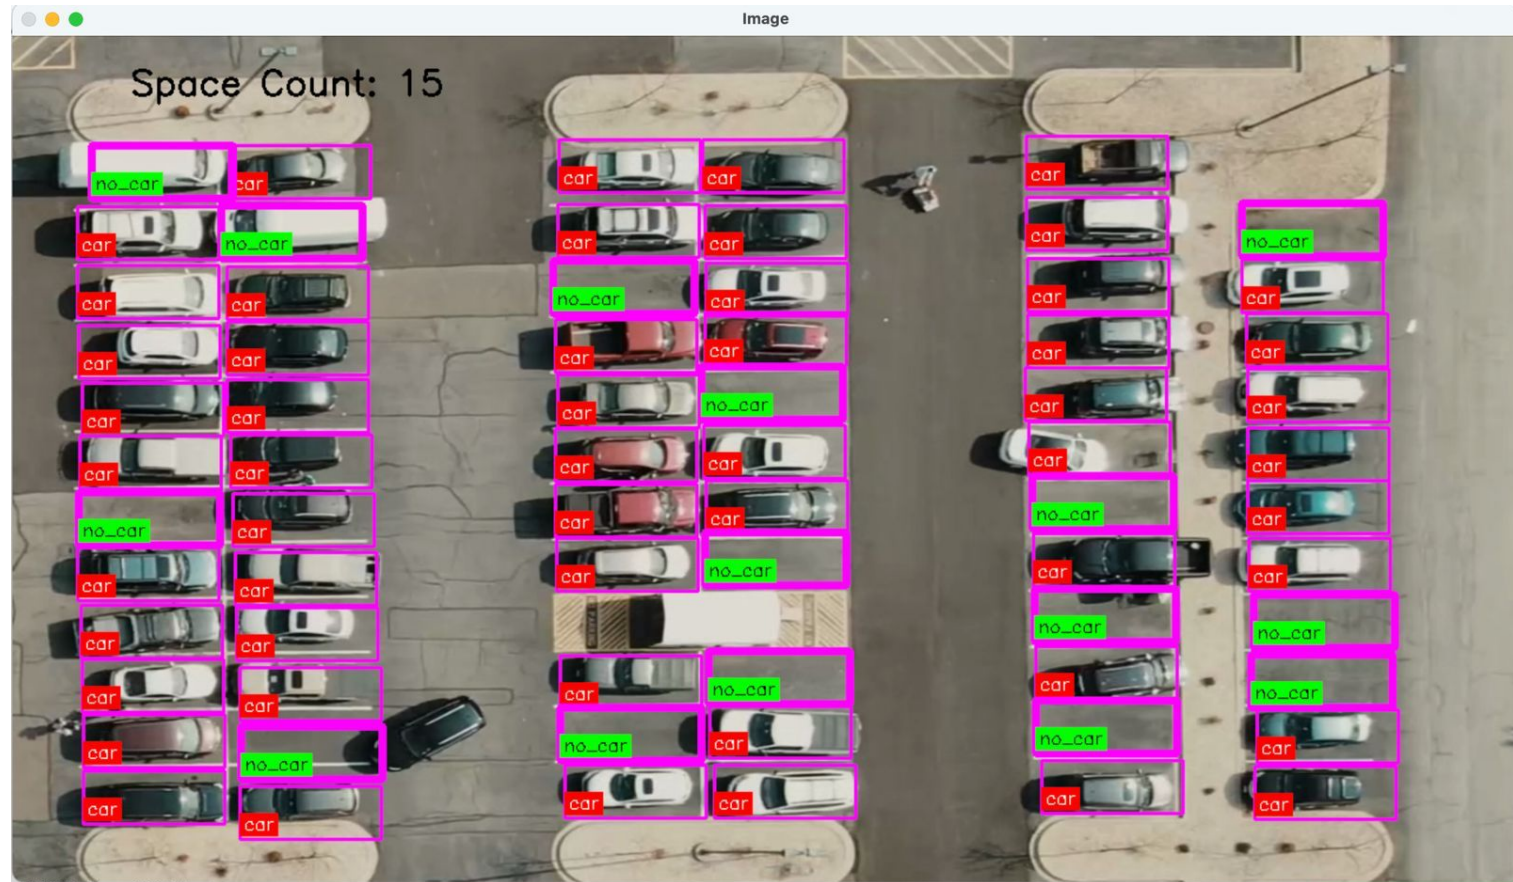 Image
Space Count: 15
no_car car car car car
car no_car car car car no_car
car car no_car car car car
car car car car car car
car car car no_car car car
car car car car car car
no_car car car car no_car car
car car car no_car car car
car car no_car no_car
car car car no_car car no_car
car no_car no_car car no_car car
car car car car car car